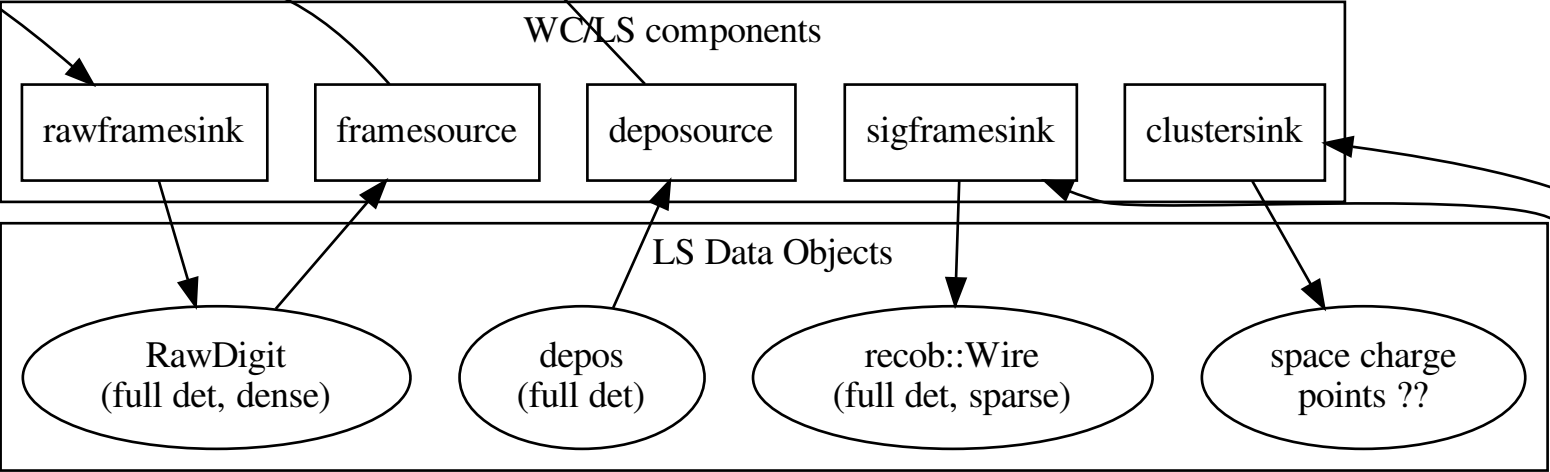 WC/LS components
rawframesink
framesource
deposource
sigframesink
clustersink
LS Data Objects
RawDigit
(full det, dense)
depos
(full det)
recob::Wire
(full det, sparse)
space charge
points ??